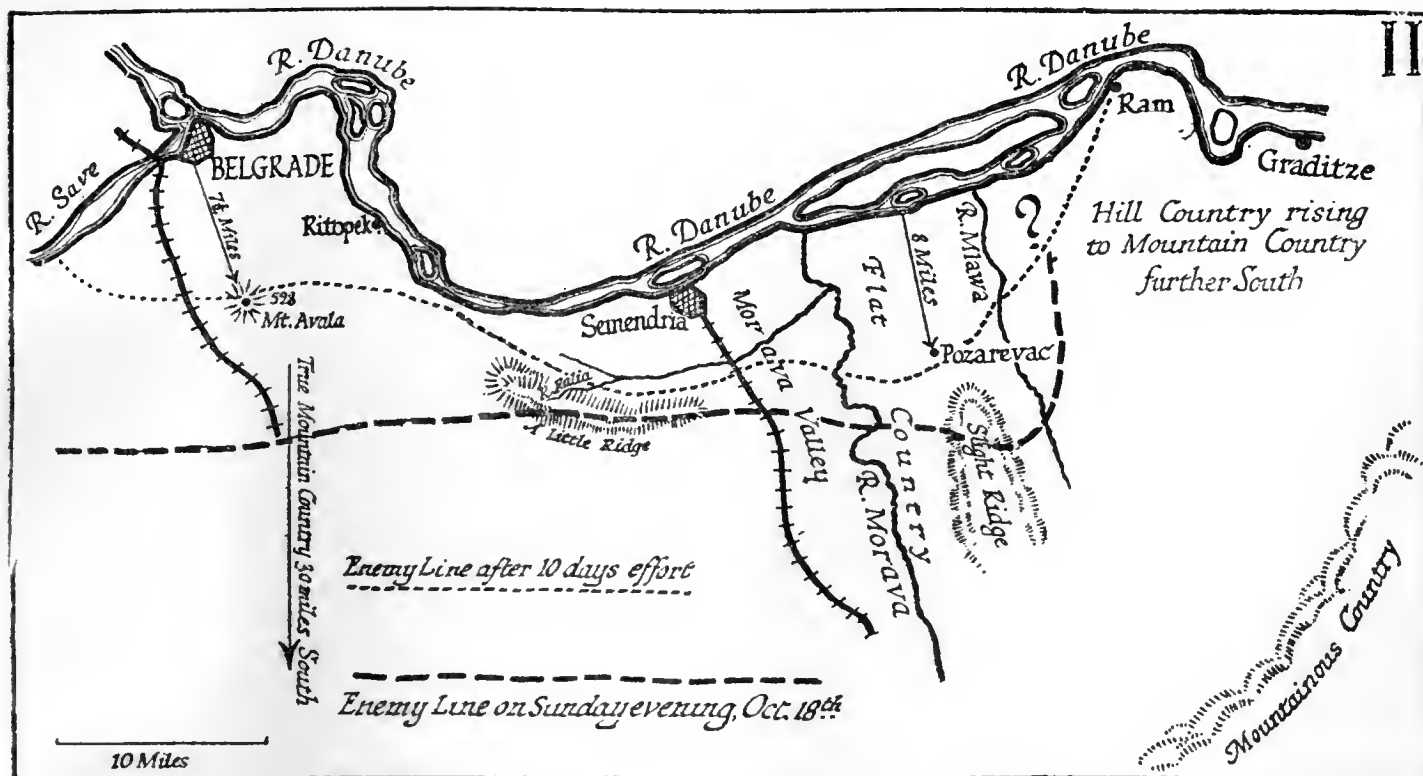 II
R. Danube
R. Danube
Ram
Graditze
R. Save
BELGRADE
7½ Miles
Rittopek
R. Danube
Hill Country rising
to Mountain Country
further South
?
R. Mlawa
8 Miles
Flat
Country
528
Mt. Avala
Semendria
Morava
Valley
Pozarevac
Ralia
A Little Ridge
Slight Ridge
R. Morava
True Mountain Country 30 miles South
Enemy Line after 10 days effort
Enemy Line on Sunday evening, Oct. 18th
Mountainous Country
10 Miles